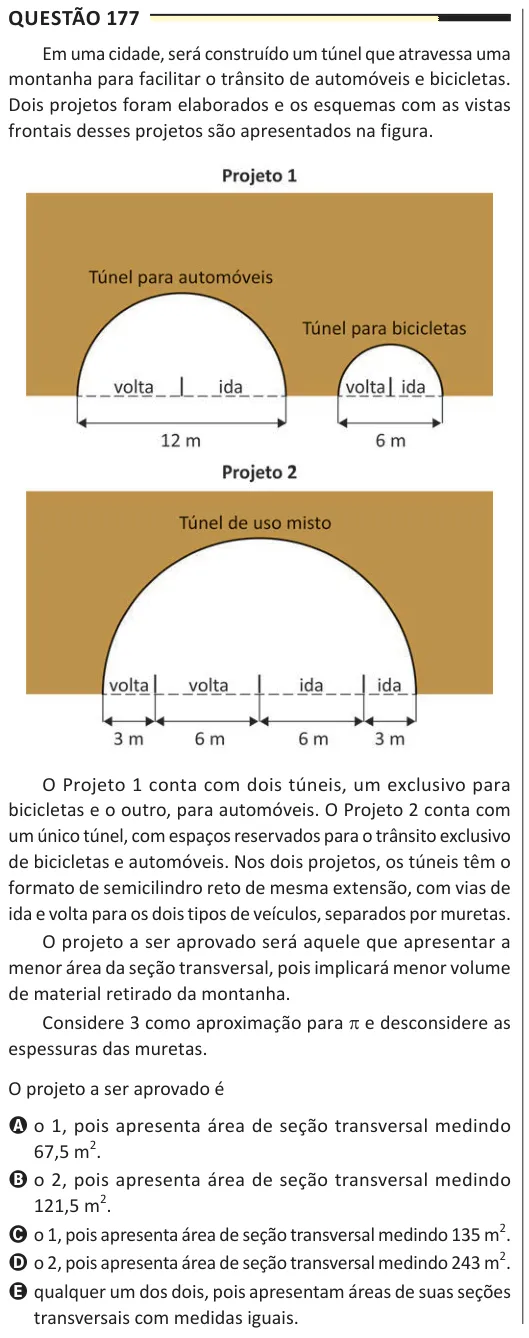 QUESTÃO 177
Em uma cidade, será construído um túnel que atravessa uma
montanha para facilitar o trânsito de automóveis e bicicletas.
Dois projetos foram elaborados e os esquemas com as vistas
frontais desses projetos são apresentados na figura.
Projeto 1
Túnel para automóveis
Túnel para bicicletas
volta ida volta ida
12 m 6 m
Projeto 2
Túnel de uso misto
volta volta ida ida
3 m 6 m 6 m 3 m
O Projeto 1 conta com dois túneis, um exclusivo para
bicicletas e o outro, para automóveis. O Projeto 2 conta com
um único túnel, com espaços reservados para o trânsito exclusivo
de bicicletas e automóveis. Nos dois projetos, os túneis têm o
formato de semicilindro reto de mesma extensão, com vias de
ida e volta para os dois tipos de veículos, separados por muretas.
O projeto a ser aprovado será aquele que apresentar a
menor área da seção transversal, pois implicará menor volume
de material retirado da montanha.
Considere 3 como aproximação para π e desconsidere as
espessuras das muretas.
O projeto a ser aprovado é
A o 1, pois apresenta área de seção transversal medindo
67,5 m².
B o 2, pois apresenta área de seção transversal medindo
121,5 m².
C o 1, pois apresenta área de seção transversal medindo 135 m².
D o 2, pois apresenta área de seção transversal medindo 243 m².
E qualquer um dos dois, pois apresentam áreas de suas seções
transversais com medidas iguais.